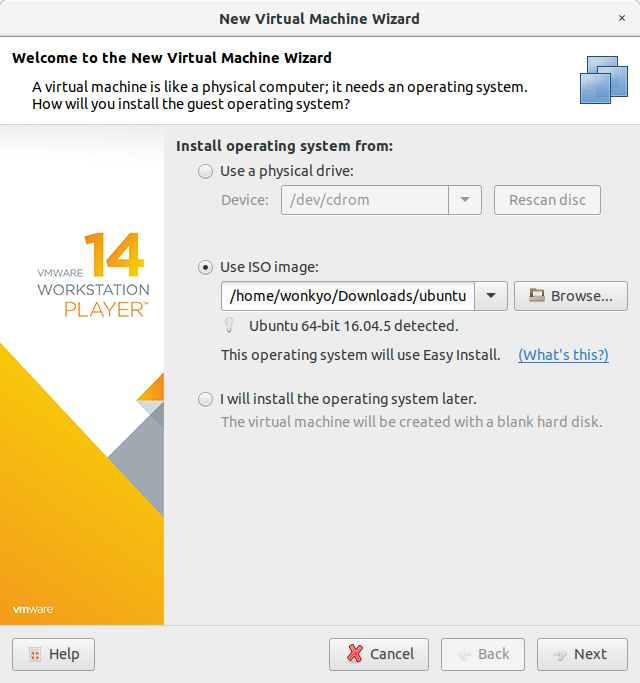 New Virtual Machine Wizard
Welcome to the New Virtual Machine Wizard
A virtual machine is like a physical computer; it needs an operating system.
How will you install the guest operating system?
VMWARE 14
WORKSTATION
PLAYER™
vmware
Install operating system from:
Use a physical drive:
Device: /dev/cdrom Rescan disc
Use ISO image:
/home/wonkyo/Downloads/ubuntu Browse...
Ubuntu 64-bit 16.04.5 detected.
This operating system will use Easy Install. (What's this?)
I will install the operating system later.
The virtual machine will be created with a blank hard disk.
Help Cancel Back Next